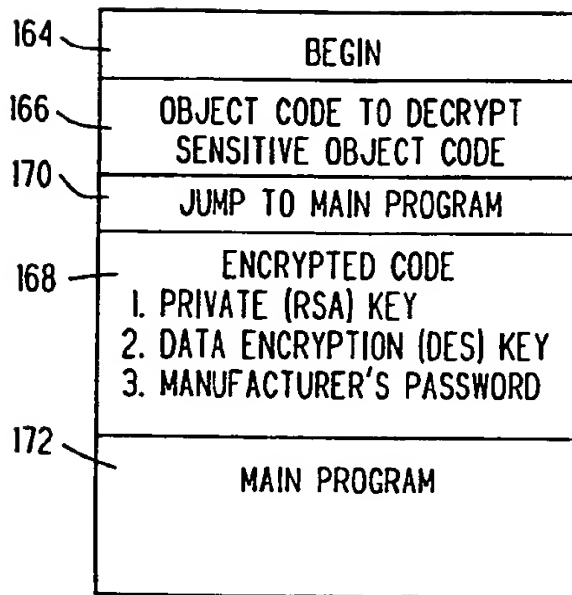 164
BEGIN
166
OBJECT CODE TO DECRYPT
SENSITIVE OBJECT CODE
170
JUMP TO MAIN PROGRAM
168
ENCRYPTED CODE
1. PRIVATE (RSA) KEY
2. DATA ENCRYPTION (DES) KEY
3. MANUFACTURER'S PASSWORD
172
MAIN PROGRAM